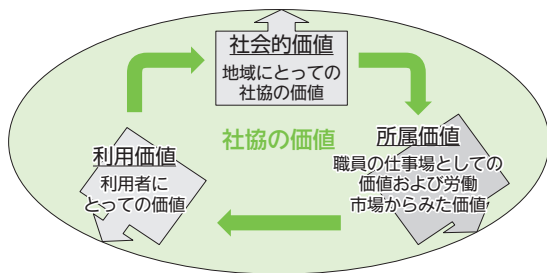 社会的価値
地域にとっての
社協の価値
社協の価値
所属価値
職員の仕事場としての
価値および労働
市場からみた価値
利用価値
利用者に
とっての価値